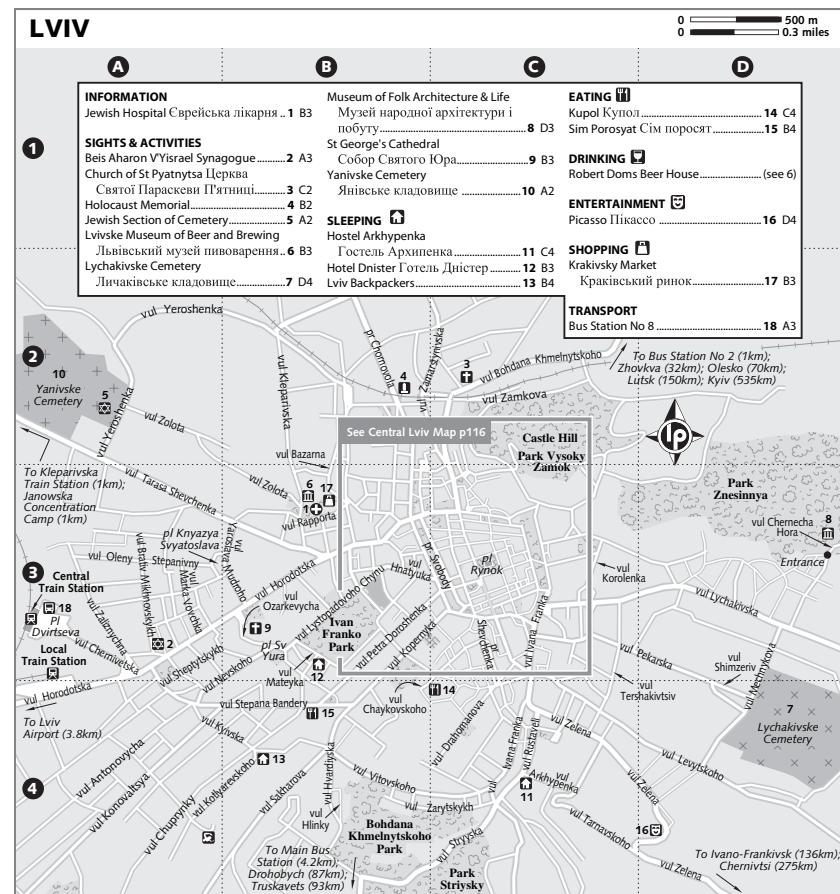 LVIV
0 500 m
0 0.3 miles
A B C D
1
INFORMATION
Jewish Hospital Єврейська лікарня .. 1 B3
SIGHTS & ACTIVITIES
Beis Aharon V'Yisrael Synagogue .......... 2 A3
Church of St Pyatnytsa Церква
Святої Параскеви П'ятниці ........ 3 C2
Holocaust Memorial ........ 4 B2
Jewish Section of Cemetery ........ 5 A2
Lvivske Museum of Beer and Brewing
Львівський музей пивоварення .. 6 B3
Lychakivske Cemetery
Личаківське кладовище ........ 7 D4
Museum of Folk Architecture & Life
Музей народної архітектури і
побуту ........ 8 D3
St George's Cathedral
Собор Святого Юра ........ 9 B3
Yanivske Cemetery
Янівське кладовище ........ 10 A2
SLEEPING
Hostel Arkhypenka
Гостель Архипенка ........ 11 C4
Hotel Dnister Готель Дністер ........ 12 B3
Lviv Backpackers ........ 13 B4
EATING
Kupol Купол ........ 14 C4
Sim Porosyat Сім поросят ........ 15 B4
DRINKING
Robert Doms Beer House ........ (see 6)
ENTERTAINMENT
Picasso Пікассо ........ 16 D4
SHOPPING
Krakivsky Market
Краківський ринок ........ 17 B3
TRANSPORT
Bus Station No 8 ........ 18 A3
vul Yeroshenka
2
10
Yanivske
Cemetery
5
vul Yeroshenka
vul Zolota
vul Kleparivska
pr Chornovola
vul Zamarstynivska
4
3
vul Bohdana Khmelnytskoho
vul Zamkova
To Bus Station No 2 (1km);
Zhovkva (32km); Olesko (70km);
Lutsk (150km); Kyiv (535km)
See Central Lviv Map p116
Castle Hill
Park Vysoky
Zamok
lp
vul Bazarna
To Kleparivska
Train Station (1km);
Janowska
Concentration
Camp (1km)
vul Tarasa Shevchenka
vul Zolota
6
17
1
vul Rapporta
Park
Znesinnya
8
vul Chernecha
Hora
Entrance
pl Knyazya
Svyatoslava
vul Yaroslava Mudroho
vul Oleny Stepanivny
3
Central
Train Station
18
Pl
Dvirtseva
Local
Train Station
vul Zaliznychna
vul Brativ Mikhnovskykh
vul Marka Vovchka
2
vul Chernivetska
vul Horodotska
vul Horodotska
vul Sheptytskykh
vul Nevskoho
vul
Ozarkevycha
9
pl Sv
Yura
vul
Mateyka
12
vul Lystopadovoho Chynu
Ivan
Franko
Park
vul
Hnatyuka
vul Petra Doroshenka
vul Kopernyka
pr Svobody
pl
Rynok
pr
Shevchenka
vul Ivana Franka
vul
Korolenka
vul Lychakivska
vul Pekarska
vul
Shimzeriv
vul Mechnykova
vul
Tershakivtsiv
7
Lychakivske
Cemetery
To Lviv
Airport (3.8km)
vul Stepana Bandery
15
vul
Chaykovskoho
14
vul Drahomanova
vul Kyivska
4
vul Antonovycha
vul Konovaltsya
vul Chuprynky
vul Kotlyarevskoho
13
vul Sakharova
vul Hvardiyska
vul
Hlinky
vul Vitovskoho
vul Ivana Franka
vul Rustaveli
vul Zelena
vul Arkhypenka
11
vul Zarytskykh
vul Stryyska
Bohdana
Khmelnytskoho
Park
Park
Striysky
vul Levytskoho
vul Zelena
vul Tarnavskoho
16
vul Zelena
To Main Bus
Station (4.2km);
Drohobych (87km);
Truskavets (93km)
To Ivano-Frankivsk (136km);
Chernivtsi (275km)